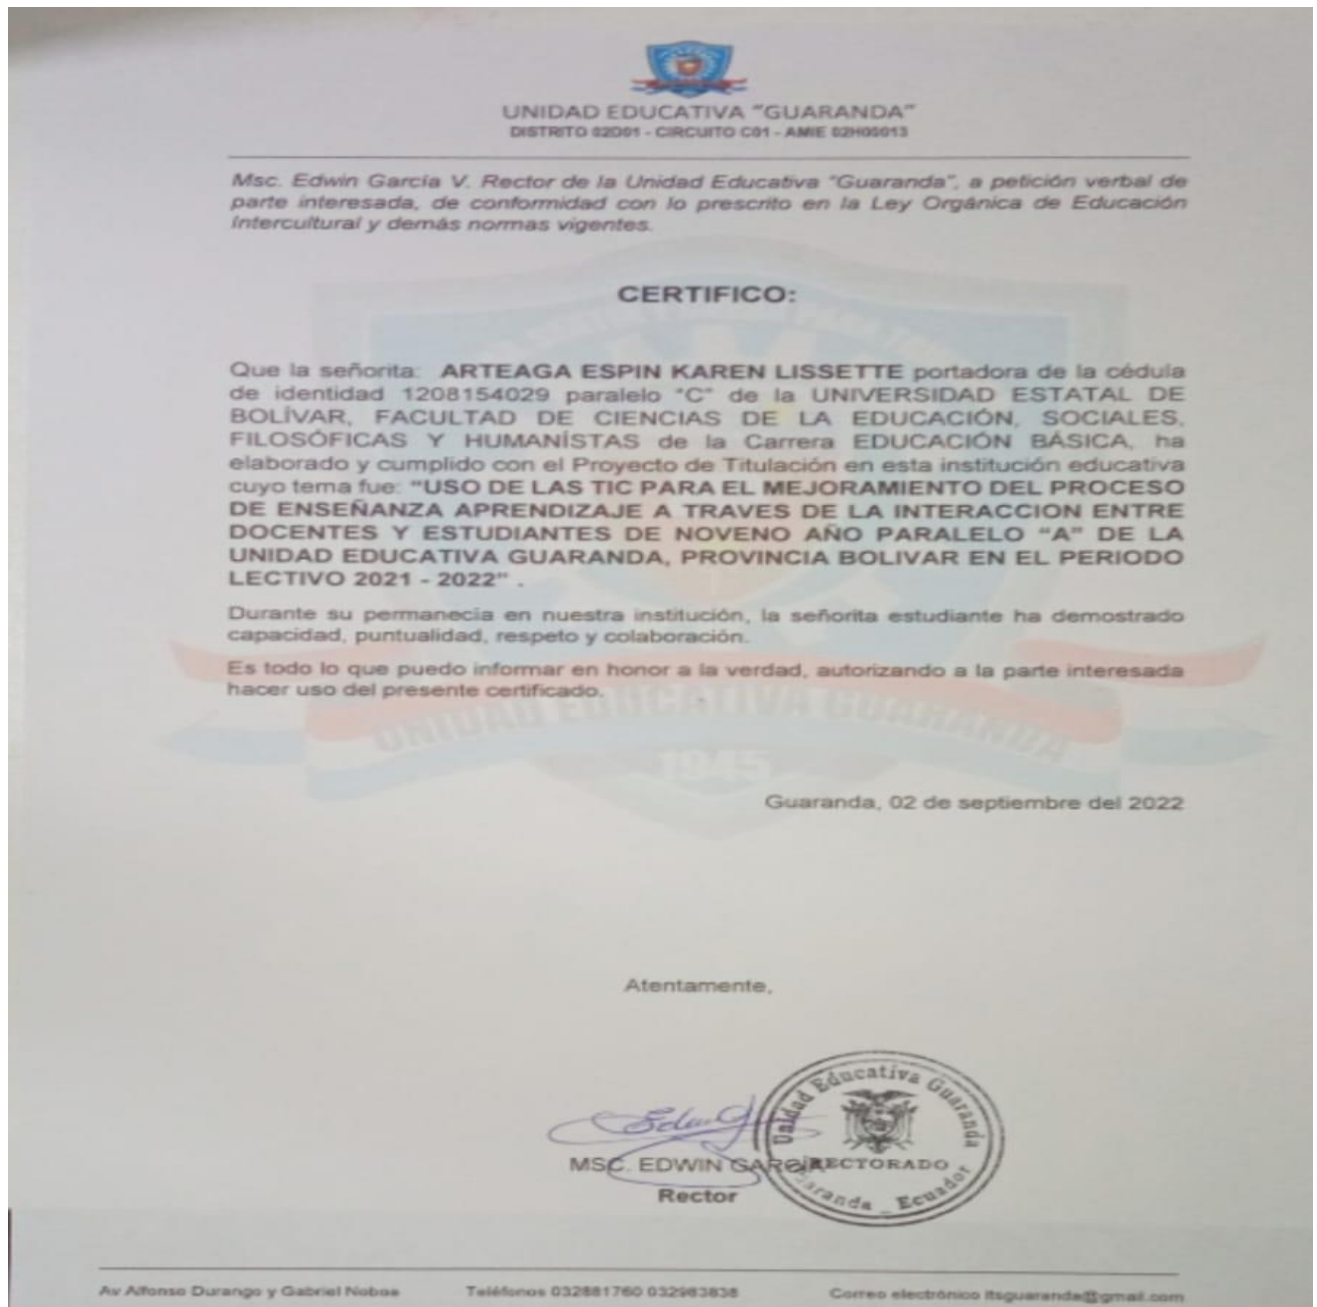 UNIDAD EDUCATIVA "GUARANDA"
DISTRITO 02D01 - CIRCUITO C01 - AMIE 02H00013
Msc. Edwin García V. Rector de la Unidad Educativa "Guaranda", a petición verbal de
parte interesada, de conformidad con lo prescrito en la Ley Orgánica de Educación
Intercultural y demás normas vigentes.
CERTIFICO:
Que la señorita: ARTEAGA ESPIN KAREN LISSETTE portadora de la cédula
de identidad 1208154029 paralelo "C" de la UNIVERSIDAD ESTATAL DE
BOLÍVAR, FACULTAD DE CIENCIAS DE LA EDUCACIÓN, SOCIALES,
FILOSÓFICAS Y HUMANÍSTAS de la Carrera EDUCACIÓN BÁSICA, ha
elaborado y cumplido con el Proyecto de Titulación en esta institución educativa
cuyo tema fue: "USO DE LAS TIC PARA EL MEJORAMIENTO DEL PROCESO
DE ENSEÑANZA APRENDIZAJE A TRAVES DE LA INTERACCION ENTRE
DOCENTES Y ESTUDIANTES DE NOVENO AÑO PARALELO "A" DE LA
UNIDAD EDUCATIVA GUARANDA, PROVINCIA BOLIVAR EN EL PERIODO
LECTIVO 2021 - 2022" .
Durante su permanecía en nuestra institución, la señorita estudiante ha demostrado
capacidad, puntualidad, respeto y colaboración.
Es todo lo que puedo informar en honor a la verdad, autorizando a la parte interesada
hacer uso del presente certificado.
UNIDAD EDUCATIVA GUARANDA
1945
Guaranda, 02 de septiembre del 2022
Atentamente,
Unidad Educativa Guaranda
MSC. EDWIN GARCÍA
RECTORADO
Guaranda _ Ecuador
Rector
Av Alfonso Durango y Gabriel Noboa Teléfonos 032881760 032983838 Correo electrónico itsguaranda@gmail.com